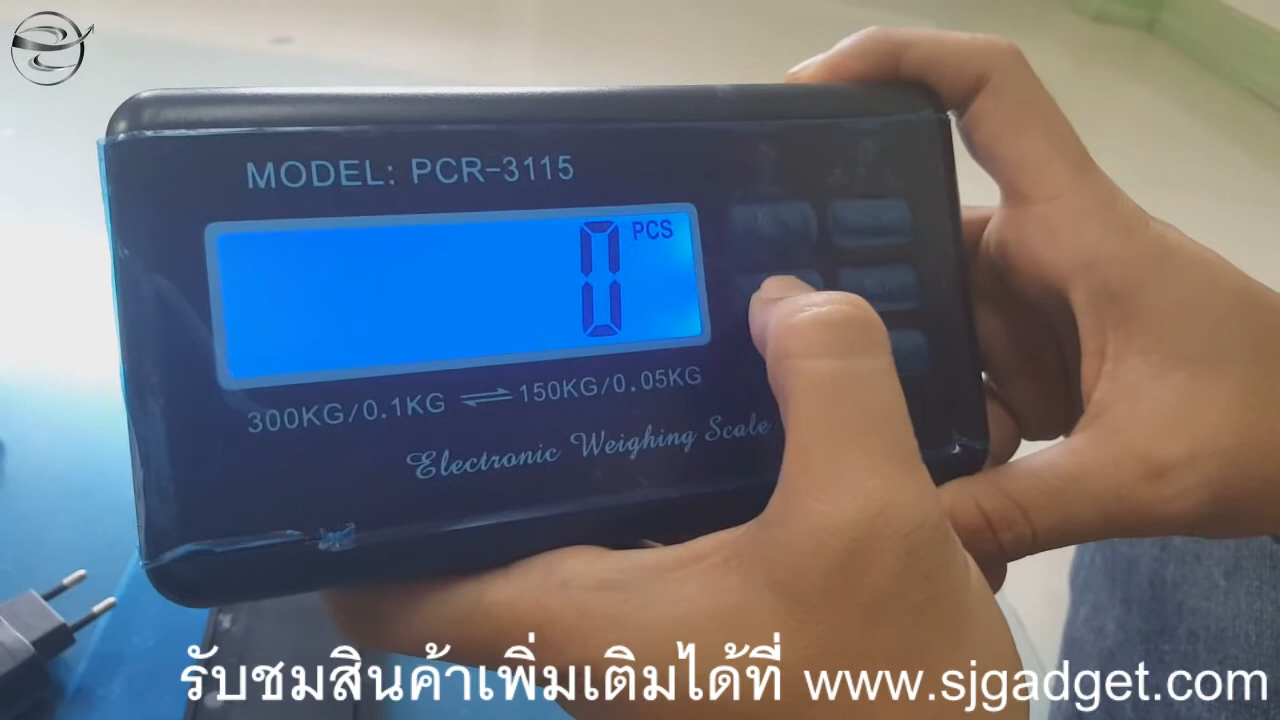 MODEL: PCR-3115
0 PCS
300KG/0.1KG ⇌ 150KG/0.05KG
Electronic Weighing Scale
รับชมสินค้าเพิ่มเติมได้ที่ www.sjgadget.com